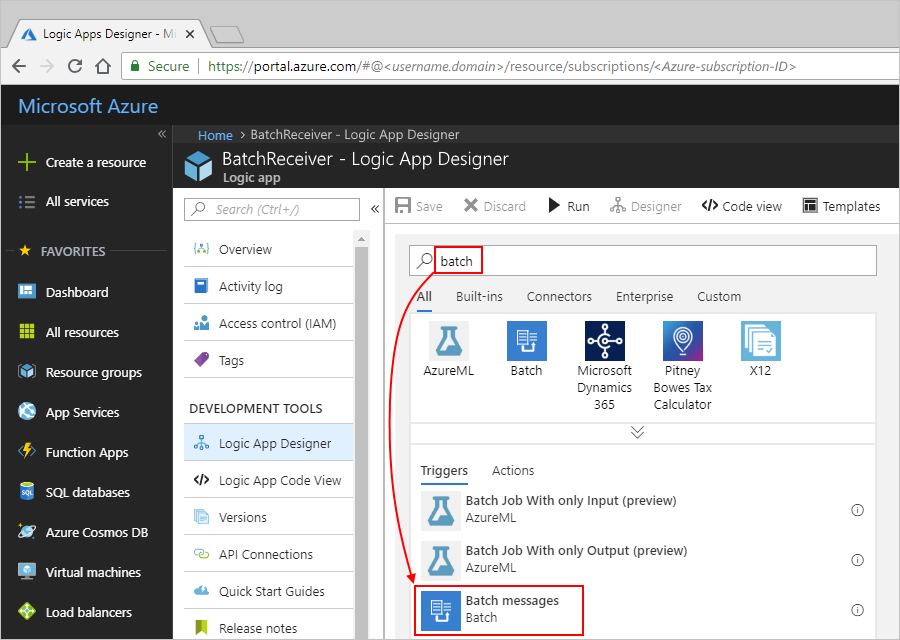 Logic Apps Designer - Mi
Secure
https://portal.azure.com/#@<username.domain>/resource/subscriptions/<Azure-subscription-ID>
Microsoft Azure
Home > BatchReceiver - Logic App Designer
BatchReceiver - Logic App Designer
Logic app
Create a resource
All services
FAVORITES
Dashboard
All resources
Resource groups
App Services
Function Apps
SQL databases
Azure Cosmos DB
Virtual machines
Load balancers
Search (Ctrl+/)
Overview
Activity log
Access control (IAM)
Tags
DEVELOPMENT TOOLS
Logic App Designer
Logic App Code View
Versions
API Connections
Quick Start Guides
Release notes
Save Discard Run Designer Code view Templates
batch
All Built-ins Connectors Enterprise Custom
AzureML
Batch
Microsoft
Dynamics
365
Pitney
Bowes Tax
Calculator
X12
Triggers Actions
Batch Job With only Input (preview)
AzureML
Batch Job With only Output (preview)
AzureML
Batch messages
Batch